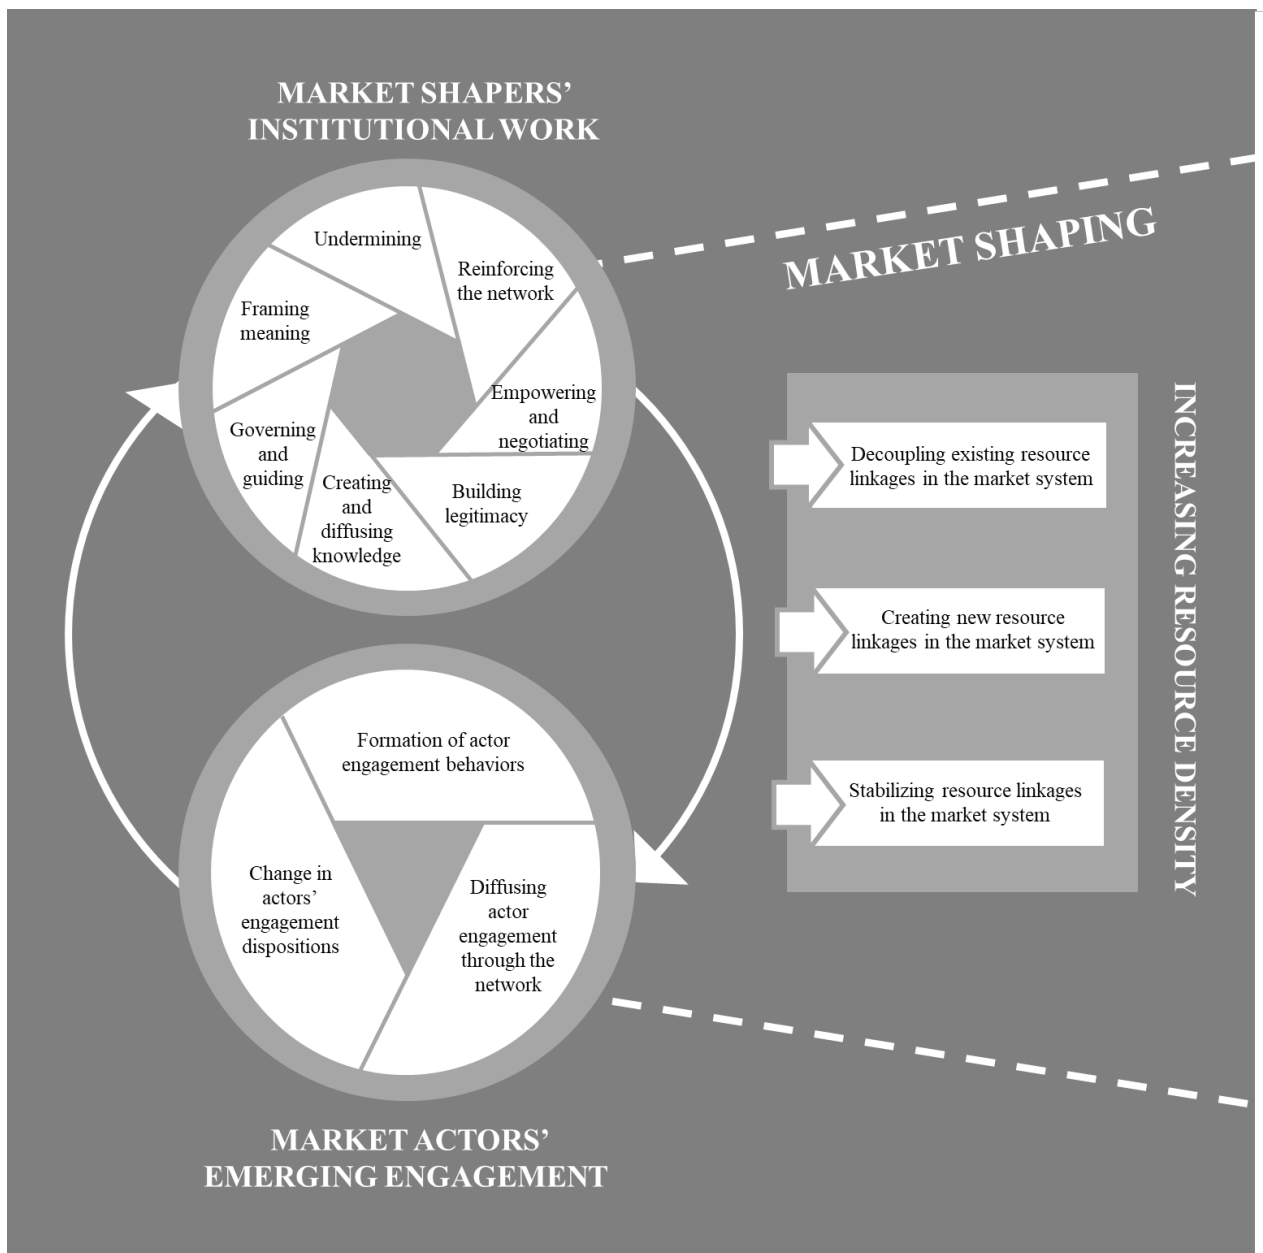 MARKET SHAPERS’
INSTITUTIONAL WORK
Undermining
Reinforcing
the network
Framing
meaning
Empowering
and
negotiating
Governing
and
guiding
Creating
and
diffusing
knowledge
Building
legitimacy
MARKET SHAPING
Decoupling existing resource
linkages in the market system
Creating new resource
linkages in the market system
Stabilizing resource linkages
in the market system
INCREASING RESOURCE DENSITY
Formation of actor
engagement behaviors
Change in
actors’
engagement
dispositions
Diffusing
actor
engagement
through the
network
MARKET ACTORS’
EMERGING ENGAGEMENT